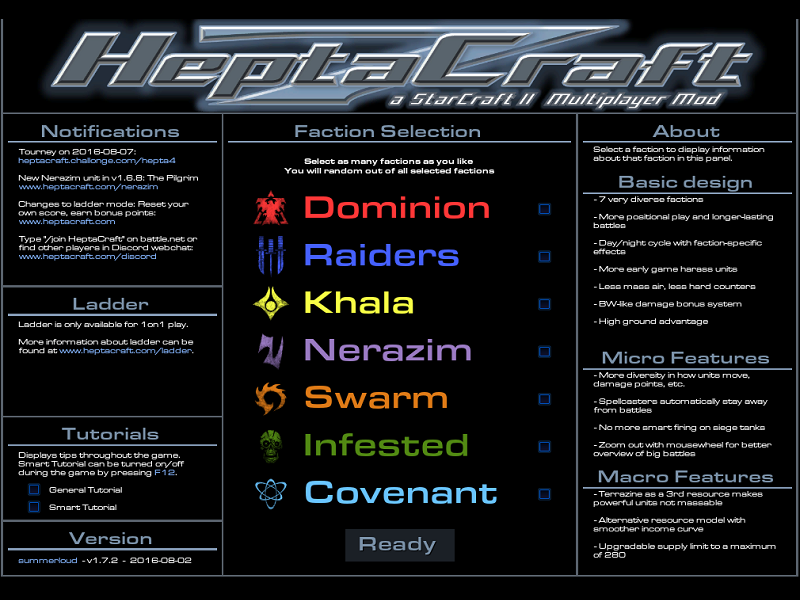 HeptaCraft
a StarCraft II Multiplayer Mod
Notifications
Tourney on 2016-08-07:
heptacraft.challonge.com/hepta4
New Nerazim unit in v1.6.8: The Pilgrim
www.heptacraft.com/nerazim
Changes to ladder mode: Reset your
own score, earn bonus points:
www.heptacraft.com
Type "/join HeptaCraft" on battle.net or
find other players in Discord webchat:
www.heptacraft.com/discord
Ladder
Ladder is only available for 1on1 play.
More information about ladder can be
found at www.heptacraft.com/ladder.
Tutorials
Displays tips throughout the game.
Smart Tutorial can be turned on/off
during the game by pressing F12.
General Tutorial
Smart Tutorial
Version
summerloud - v1.7.2 - 2016-08-02
Faction Selection
Select as many factions as you like
You will random out of all selected factions
Dominion
Raiders
Khala
Nerazim
Swarm
Infested
Covenant
Ready
About
Select a faction to display information
about that faction in this panel.
Basic design
- 7 very diverse factions
- More positional play and longer-lasting
battles
- Day/night cycle with faction-specific
effects
- More early game harass units
- Less mass air, less hard counters
- BW-like damage bonus system
- High ground advantage
Micro Features
- More diversity in how units move,
damage points, etc.
- Spellcasters automatically stay away
from battles
- No more smart firing on siege tanks
- Zoom out with mousewheel for better
overview of big battles
Macro Features
- Terrazine as a 3rd resource makes
powerful units not massable
- Alternative resource model with
smoother income curve
- Upgradable supply limit to a maximum
of 280